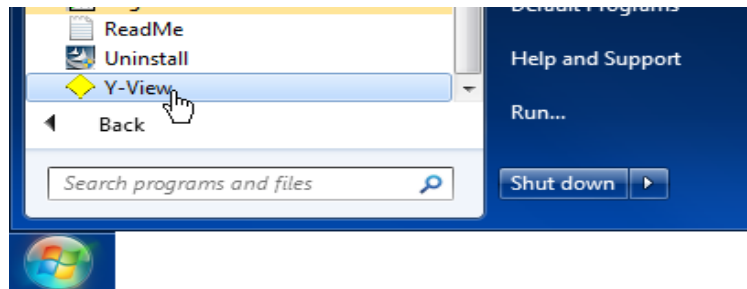 Default Programs
ReadMe
Uninstall
Help and Support
Y-View
Run...
Back
Search programs and files
Shut down